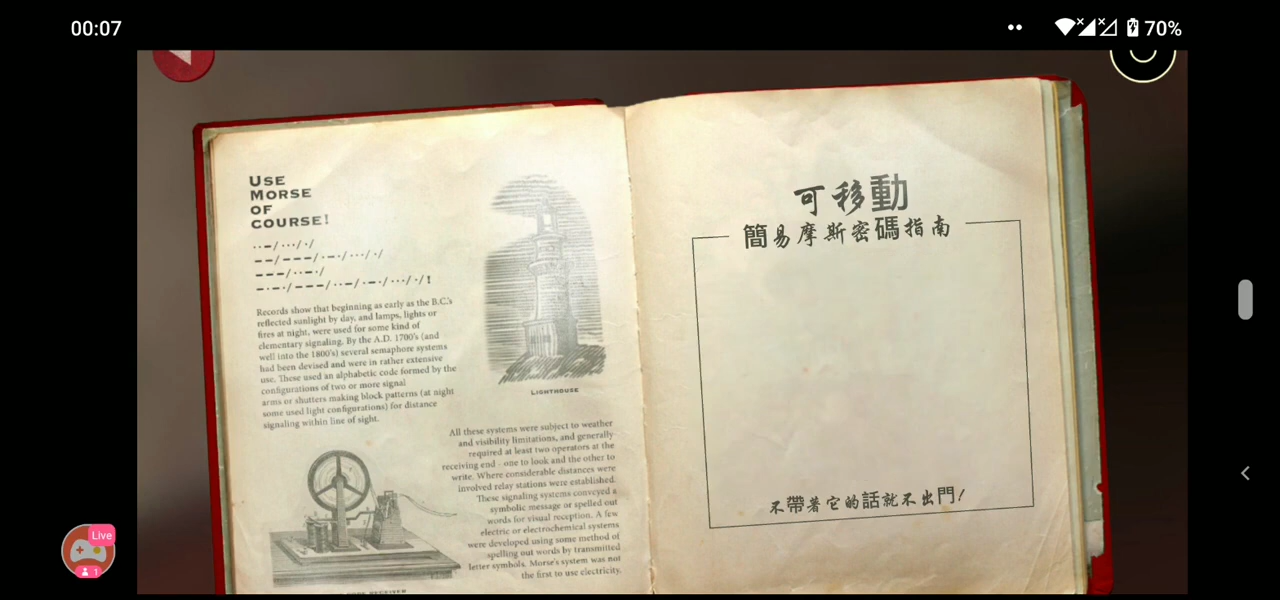 00:07
70%
USE
MORSE
OF
COURSE!
··−/···/·/
−−/−−−/·−·/···/·/
−−−/··−·/
−·−·/−−−/··−/·−·/···/·/!
Records show that beginning as early as the B.C.'s
reflected sunlight by day, and lamps, lights or
fires at night, were used for some kind of
elementary signaling. By the A.D. 1700's (and
well into the 1800's) several semaphore systems
had been devised and were in rather extensive
use. These used an alphabetic code formed by the
configurations of two or more signal
arms or shutters making block patterns (at night
some used light configurations) for distance
signaling within line of sight.
LIGHTHOUSE
All these systems were subject to weather
and visibility limitations, and generally
required at least two operators at the
receiving end - one to look and the other to
write. Where considerable distances were
involved relay stations were established.
These signaling systems conveyed a
symbolic message or spelled out
words for visual reception. A few
electric or electrochemical systems
were developed using some method of
spelling out words by transmitted
letter symbols. Morse's system was not
the first to use electricity.
可移動
簡易摩斯密碼指南
不帶著它的話就不出門!
Live
1